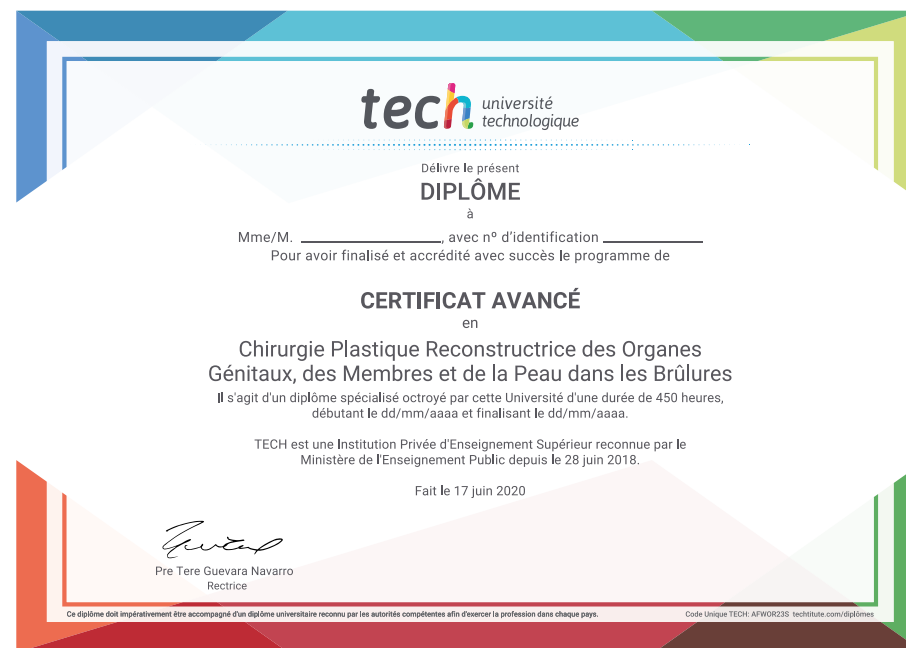 tech université
technologique
Délivre le présent
DIPLÔME
à
Mme/M. ____________________, avec nº d'identification ______________
Pour avoir finalisé et accrédité avec succès le programme de
CERTIFICAT AVANCÉ
en
Chirurgie Plastique Reconstructrice des Organes
Génitaux, des Membres et de la Peau dans les Brûlures
Il s'agit d'un diplôme spécialisé octroyé par cette Université d'une durée de 450 heures,
débutant le dd/mm/aaaa et finalisant le dd/mm/aaaa.
TECH est une Institution Privée d'Enseignement Supérieur reconnue par le
Ministère de l'Enseignement Public depuis le 28 juin 2018.
Fait le 17 juin 2020
Pre Tere Guevara Navarro
Rectrice
Ce diplôme doit impérativement être accompagné d'un diplôme universitaire reconnu par les autorités compétentes afin d'exercer la profession dans chaque pays.
Code Unique TECH: AFWOR23S techtitute.com/diplômes